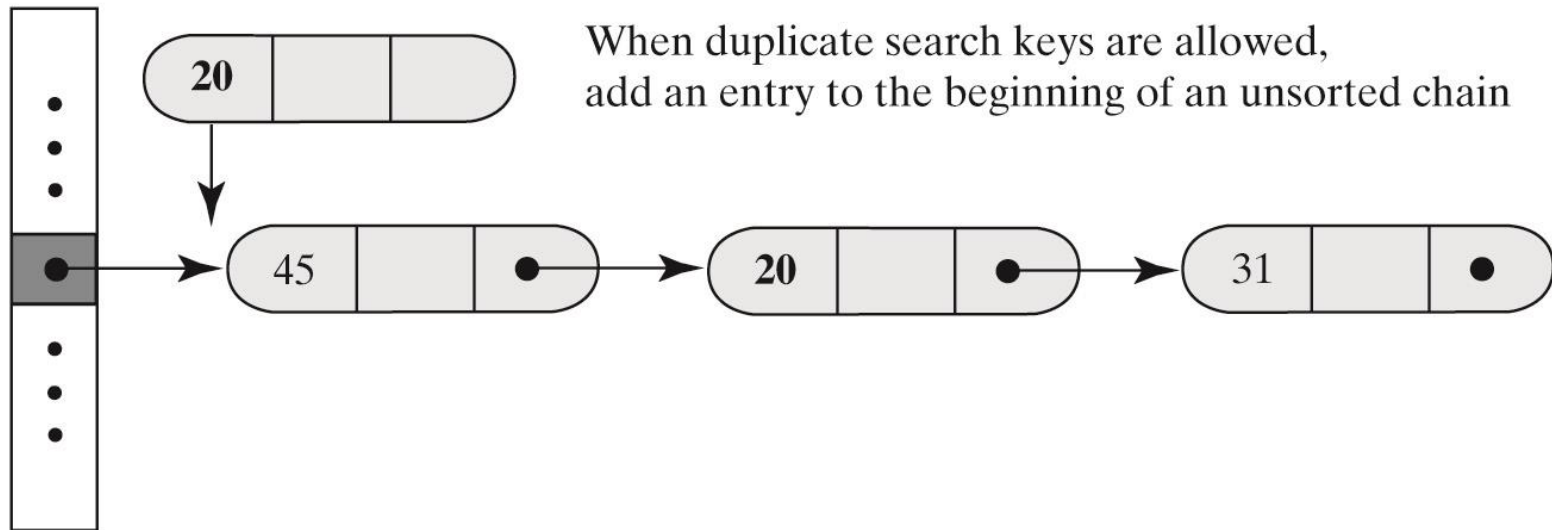 20
When duplicate search keys are allowed,
add an entry to the beginning of an unsorted chain
45
20
31